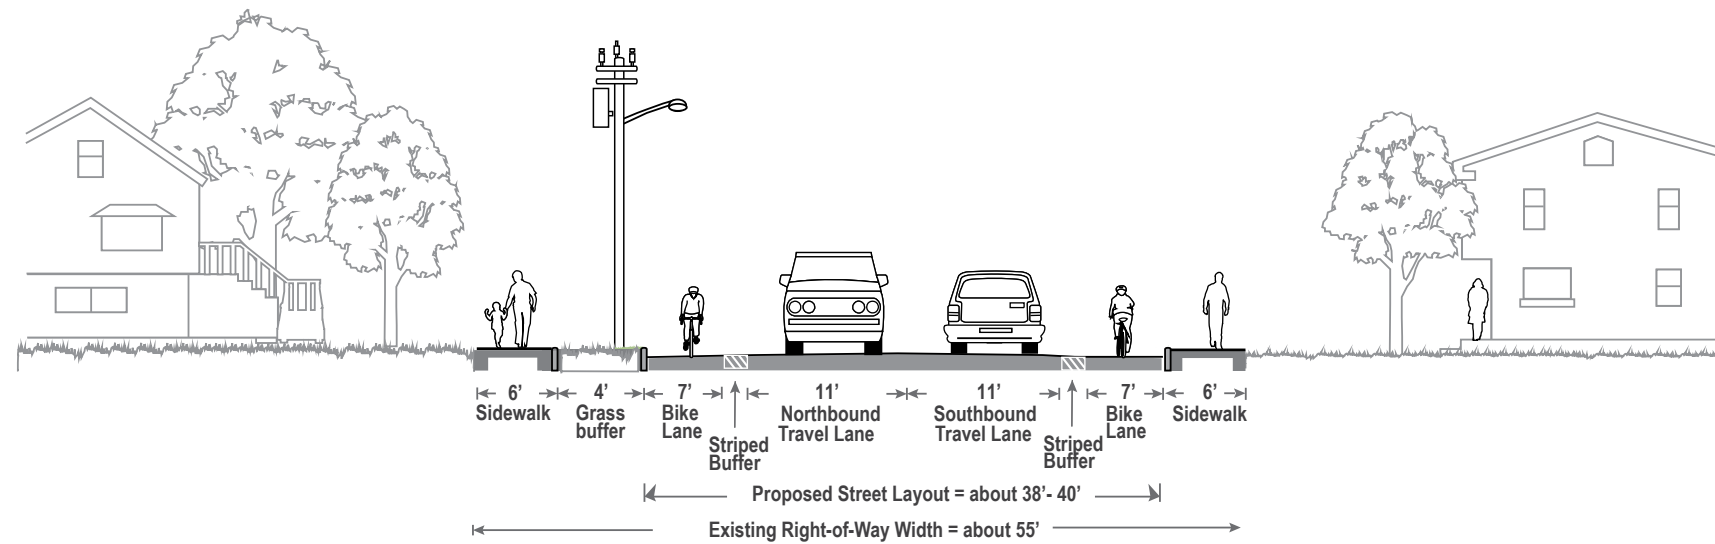 6’ 4’ 7’ 11’ 11’ 7’ 6’
Sidewalk Grass Bike Northbound Southbound Bike Sidewalk
buffer Lane Travel Lane Travel Lane Lane
Striped Striped
Buffer Buffer
Proposed Street Layout = about 38’- 40’
Existing Right-of-Way Width = about 55’